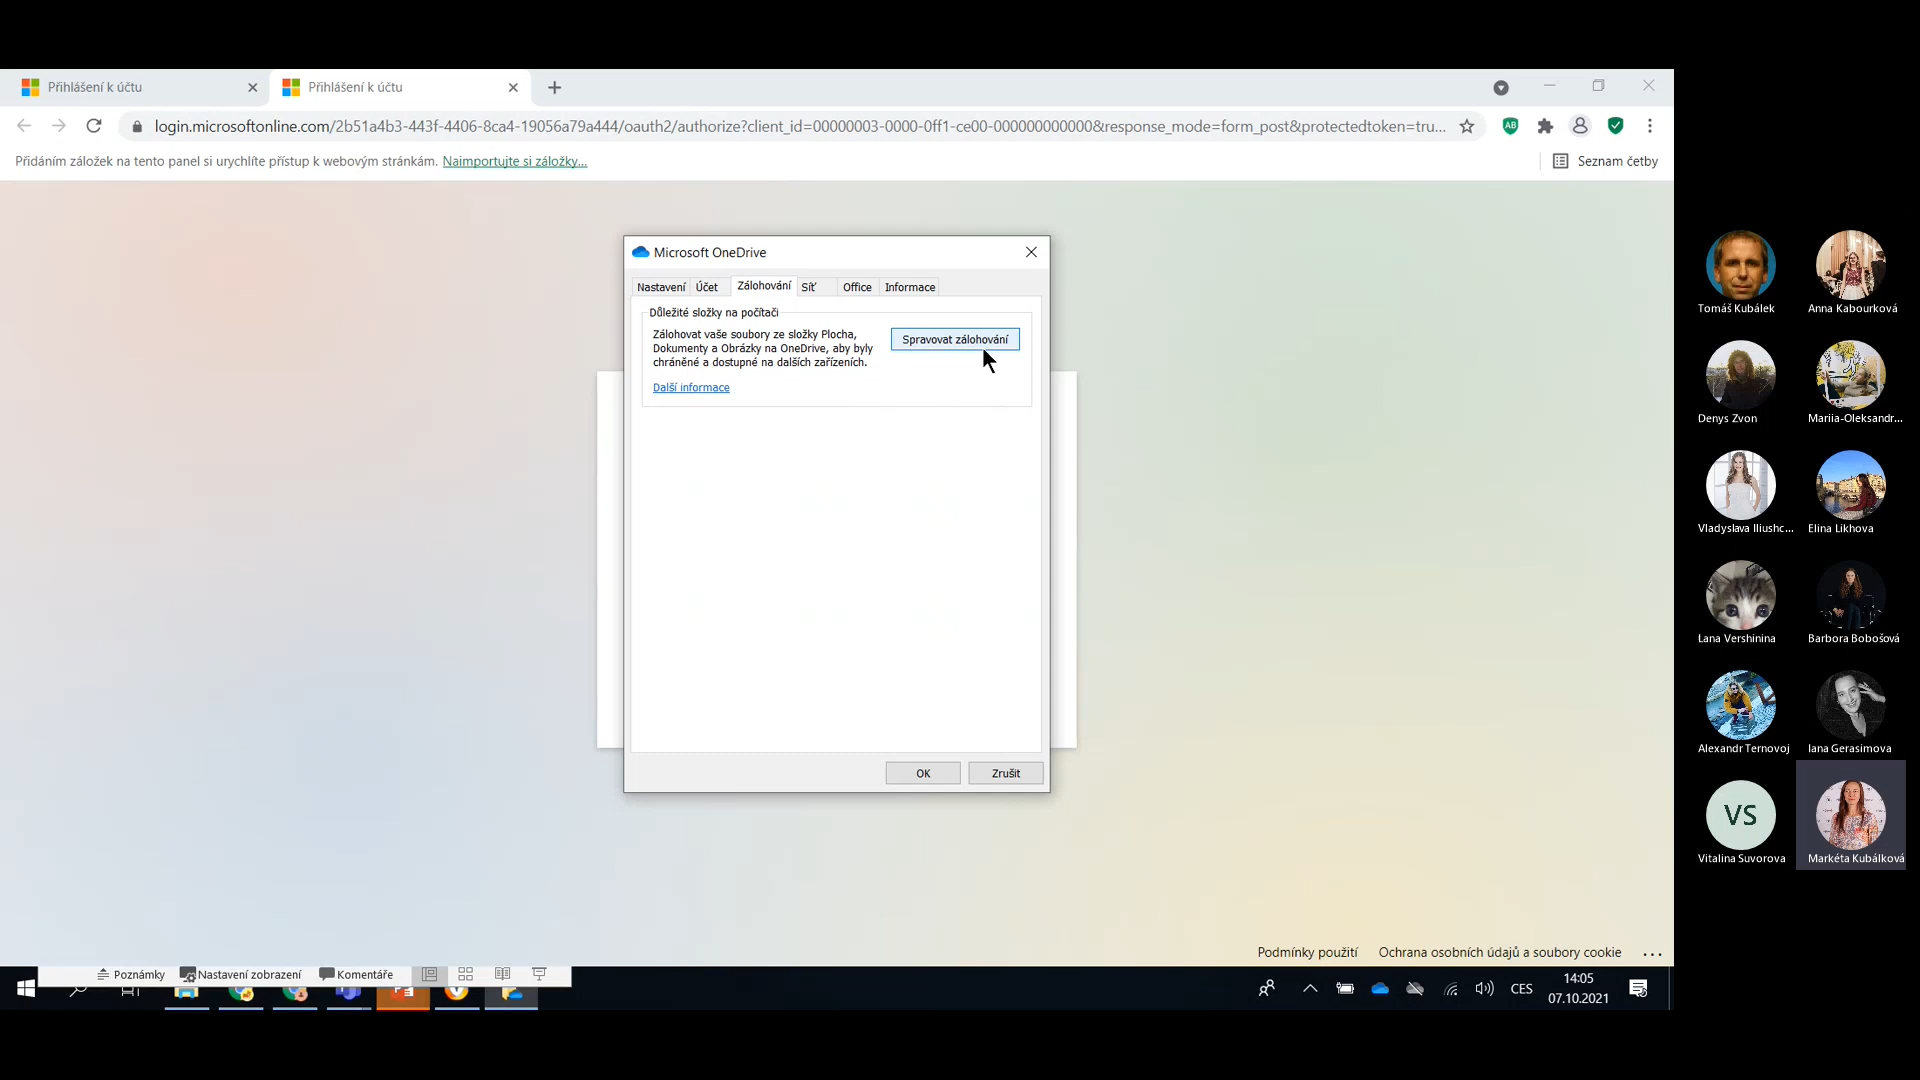 Přihlášení k účtu
Přihlášení k účtu
login.microsoftonline.com/2b51a4b3-443f-4406-8ca4-19056a79a444/oauth2/authorize?client_id=00000003-0000-0ff1-ce00-000000000000&response_mode=form_post&protectedtoken=tru...
AB
Přidáním záložek na tento panel si urychlíte přístup k webovým stránkám. Naimportujte si záložky...
Seznam četby
Microsoft OneDrive
Nastavení Účet Zálohování Síť Office Informace
Důležité složky na počítači
Zálohovat vaše soubory ze složky Plocha,
Dokumenty a Obrázky na OneDrive, aby byly
chráněné a dostupné na dalších zařízeních.
Spravovat zálohování
Další informace
OK
Zrušit
Podmínky použití
Ochrana osobních údajů a soubory cookie
...
Poznámky
Nastavení zobrazení
Komentáře
CES
14:05
07.10.2021
Tomáš Kubálek
Anna Kabourková
Denys Zvon
Mariia-Oleksandr...
Vladyslava Iliushc...
Elina Likhova
Lana Vershinina
Barbora Bobošová
Alexandr Ternovoj
Iana Gerasimova
VS
Vitalina Suvorova
Markéta Kubálková